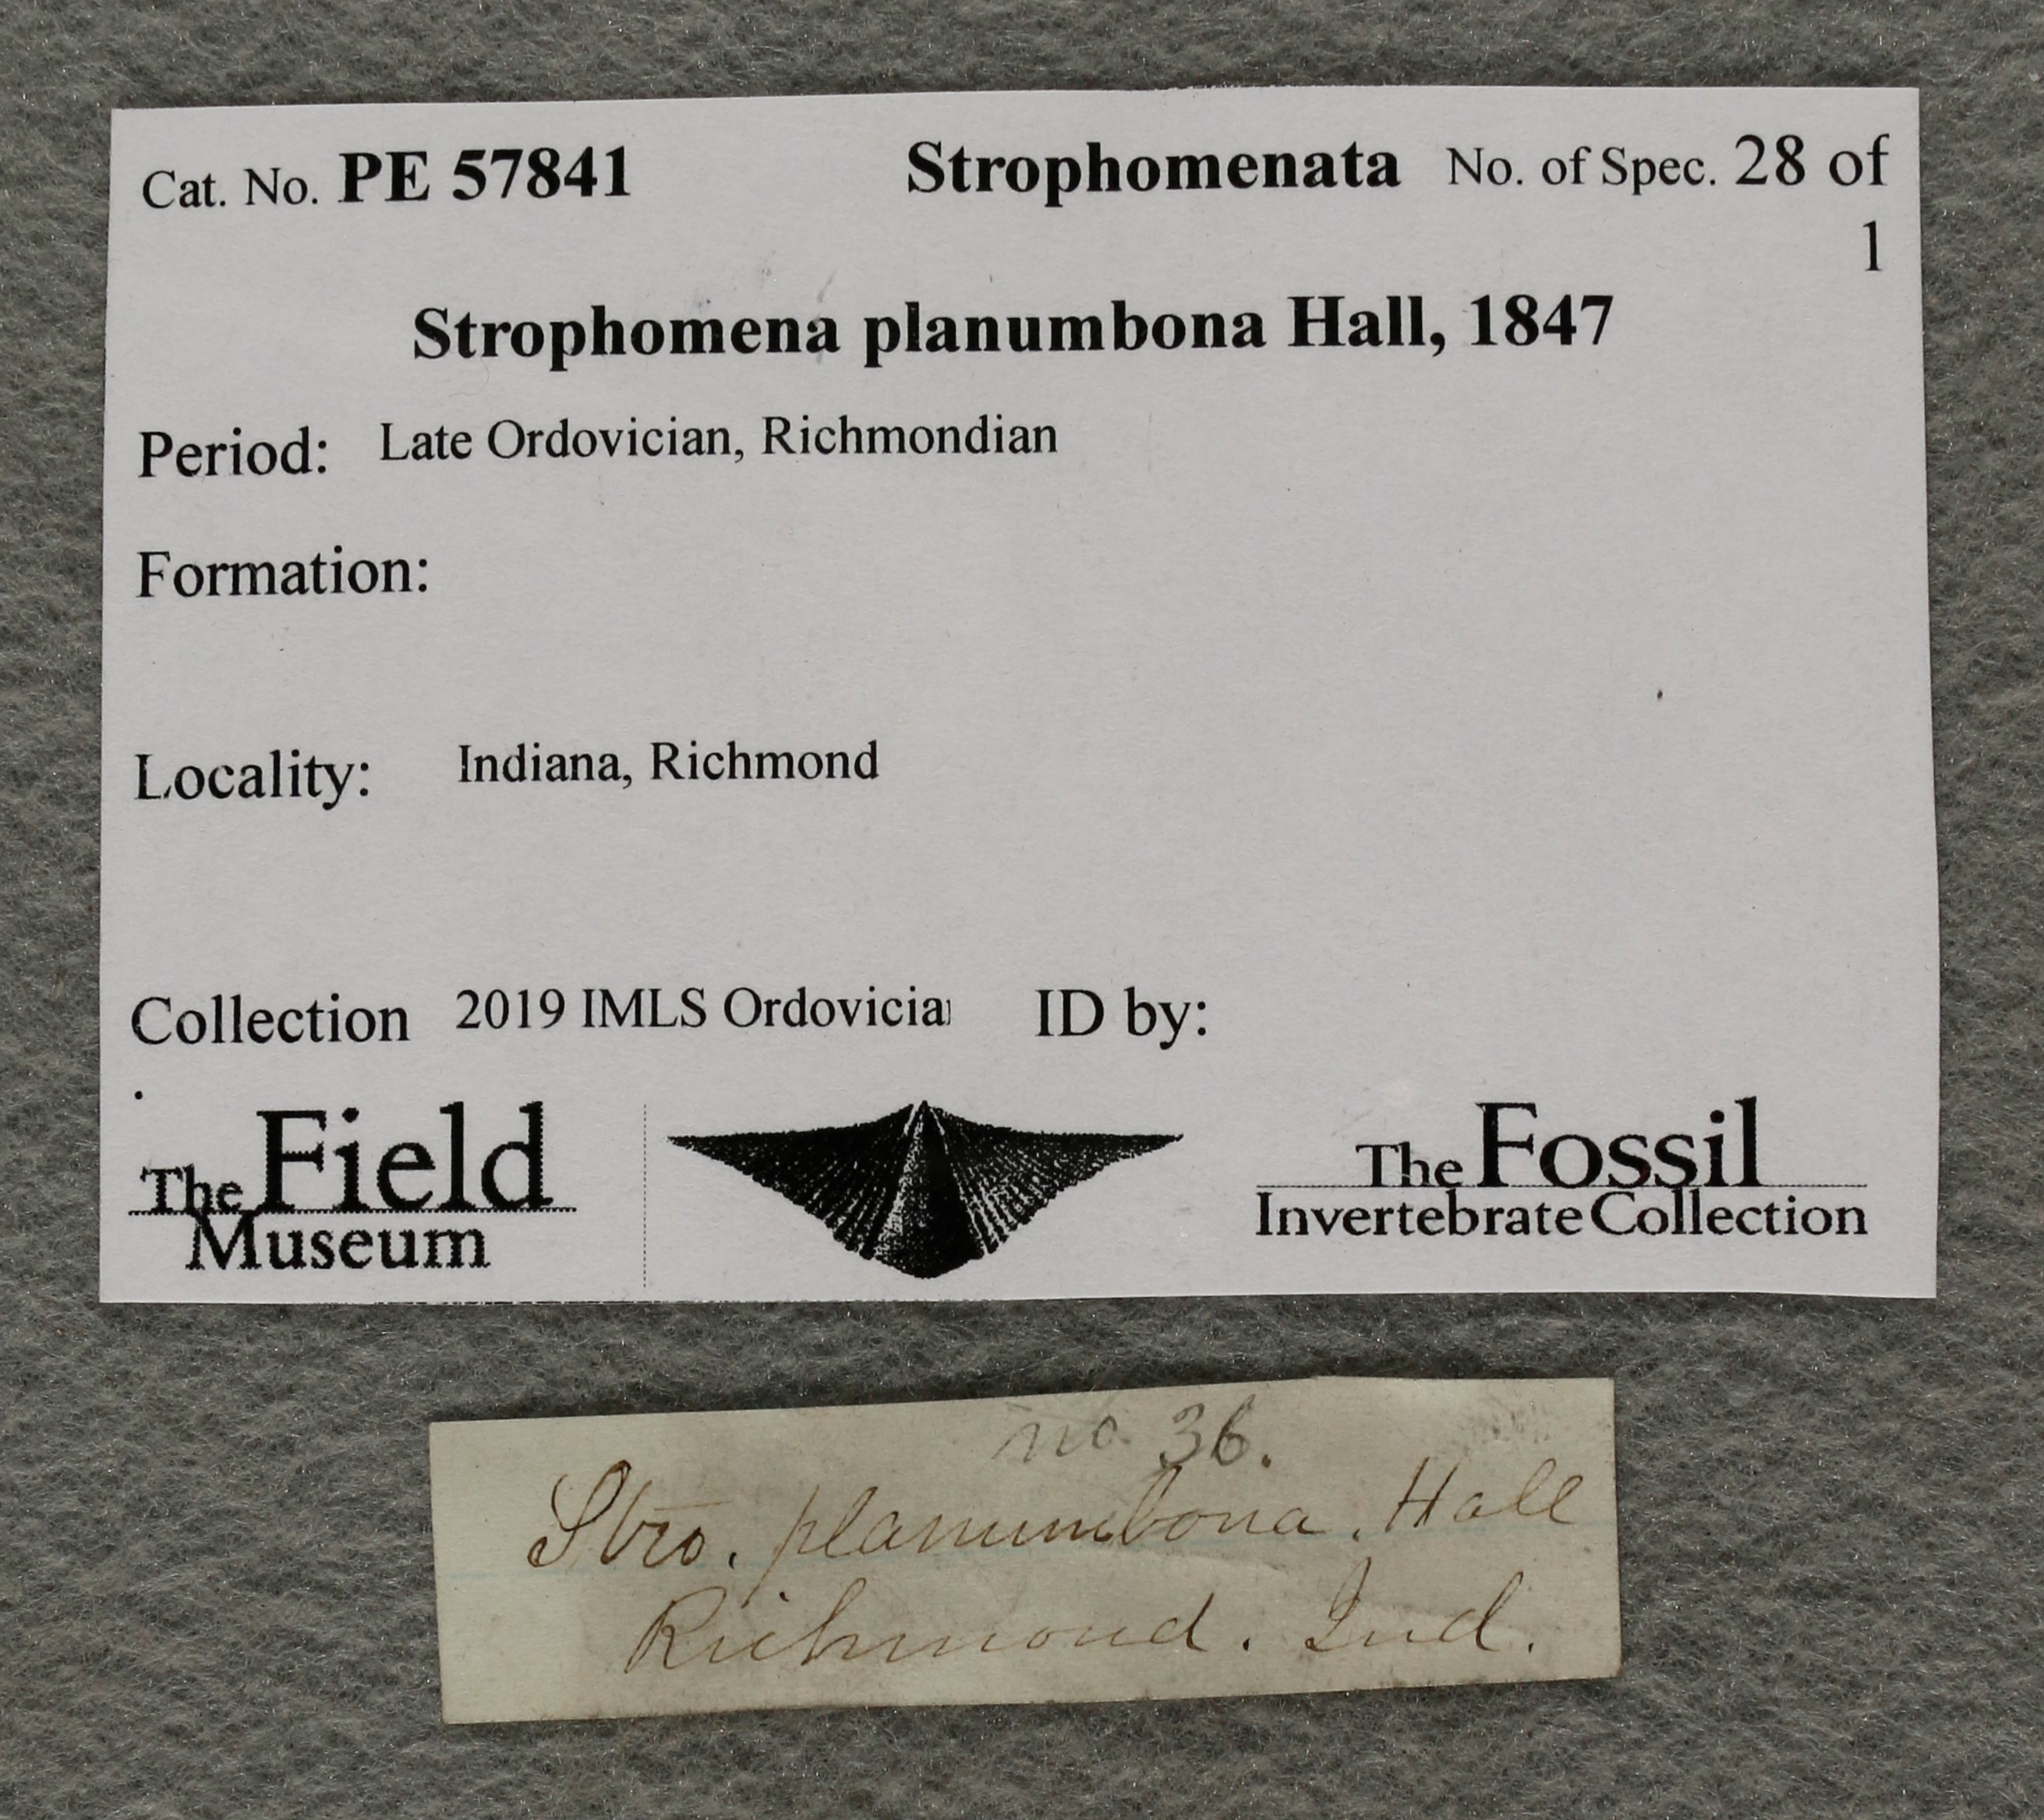 Cat. No. PE 57841 Strophomenata No. of Spec. 28 of
1
Strophomena planumbona Hall, 1847
Period: Late Ordovician, Richmondian
Formation:
Locality: Indiana, Richmond
Collection 2019 IMLS Ordovician ID by:
The Field
Museum
The Fossil
Invertebrate Collection
no. 36.
Stro. planumbona. Hall
Richmond. Ind.